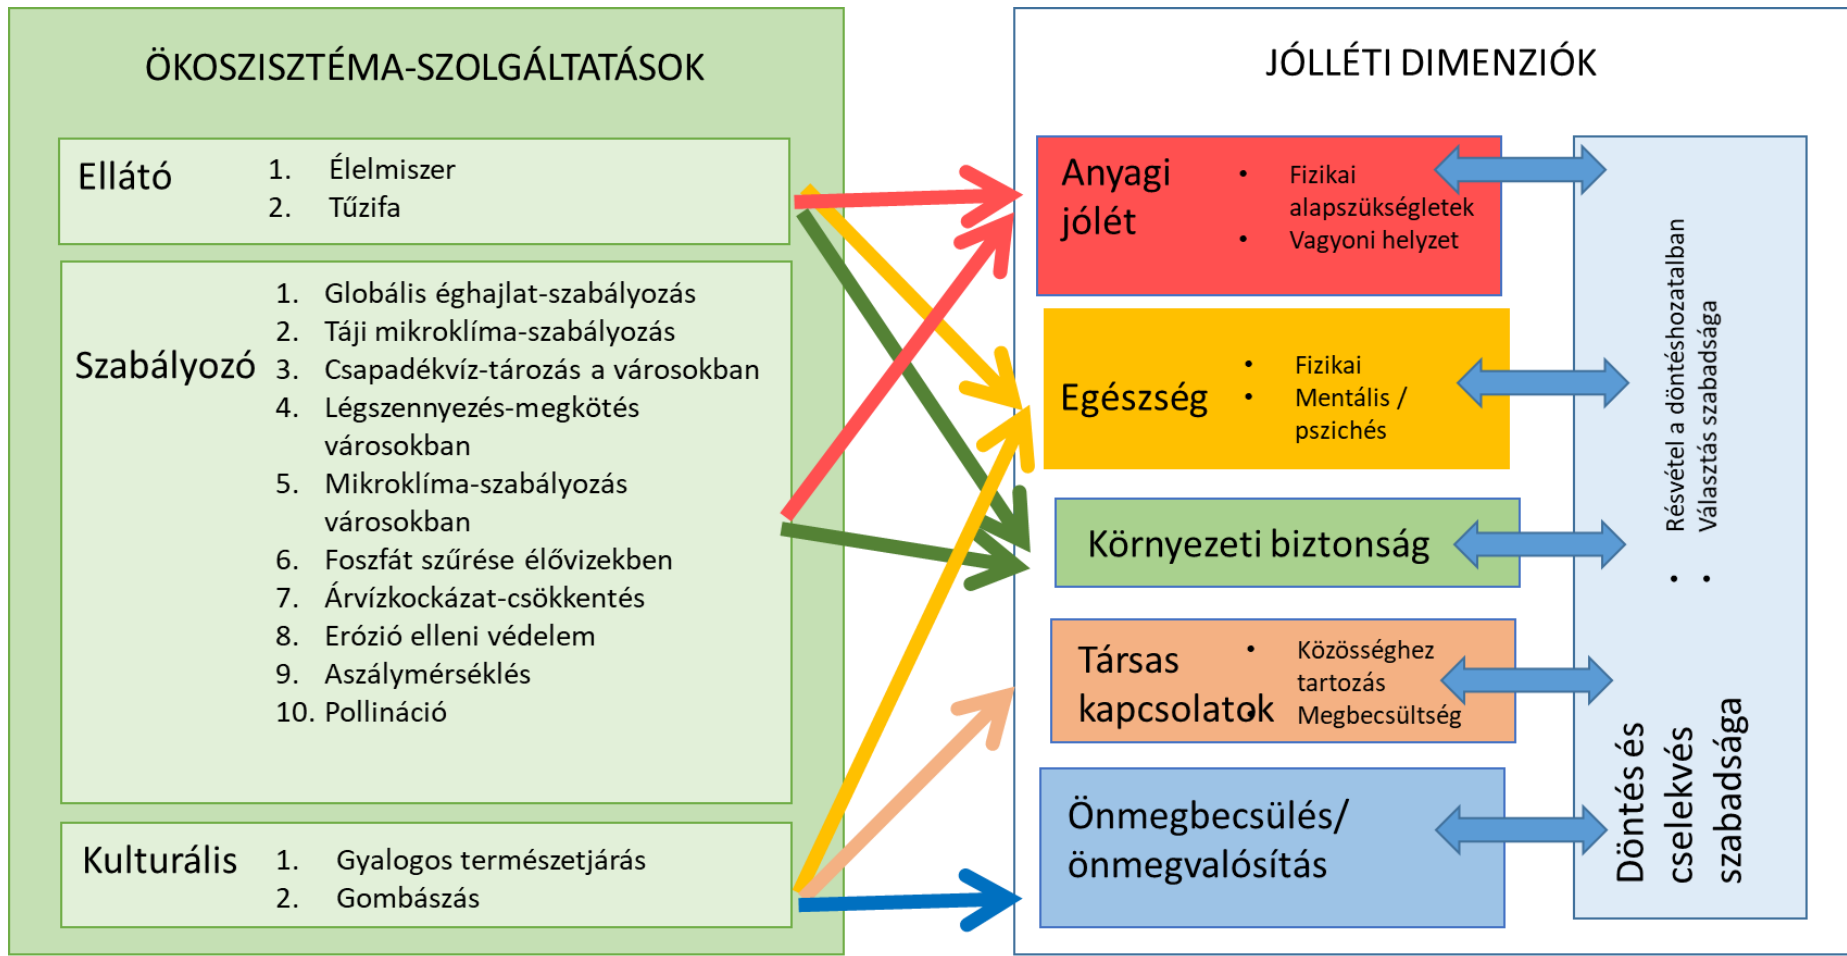 ÖKOSZISZTÉMA-SZOLGÁLTATÁSOK
Ellátó
1. Élelmiszer
2. Tűzifa
Szabályozó
1. Globális éghajlat-szabályozás
2. Táji mikroklíma-szabályozás
3. Csapadékvíz-tározás a városokban
4. Légszennyezés-megkötés
városokban
5. Mikroklíma-szabályozás
városokban
6. Foszfát szűrése élővizekben
7. Árvízkockázat-csökkentés
8. Erózió elleni védelem
9. Aszálymérséklés
10. Pollináció
Kulturális
1. Gyalogos természetjárás
2. Gombászás
JÓLLÉTI DIMENZIÓK
Anyagi
jólét
• Fizikai
alapszükségletek
• Vagyoni helyzet
Egészség
• Fizikai
• Mentális /
pszichés
Környezeti biztonság
Társas
kapcsolatok
• Közösséghez
tartozás
• Megbecsültség
Önmegbecsülés/
önmegvalósítás
Döntés és
cselekvés
szabadsága
• Résvétel a döntéshozatalban
• Választás szabadsága